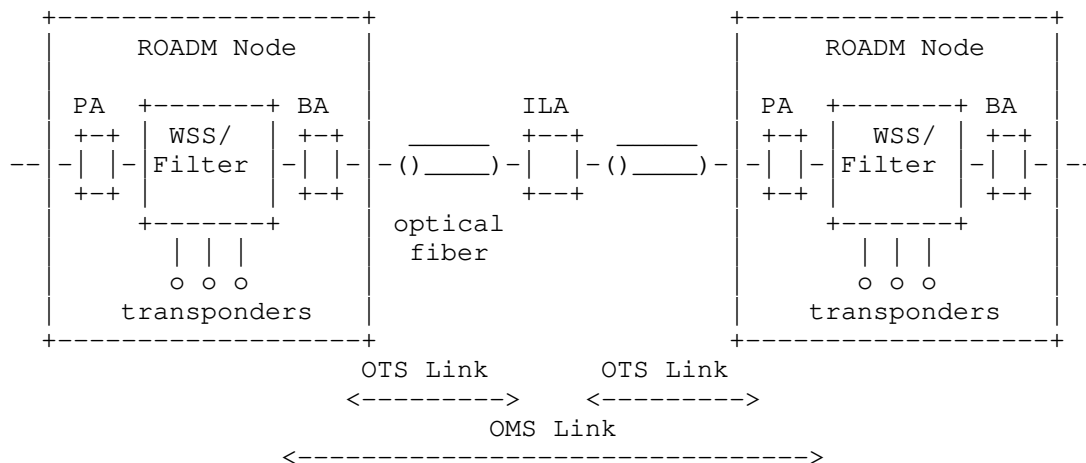 ROADM Node ROADM Node
PA BA ILA PA BA
WSS/ WSS/
Filter Filter
optical
fiber
transponders transponders
OTS Link OTS Link
OMS Link